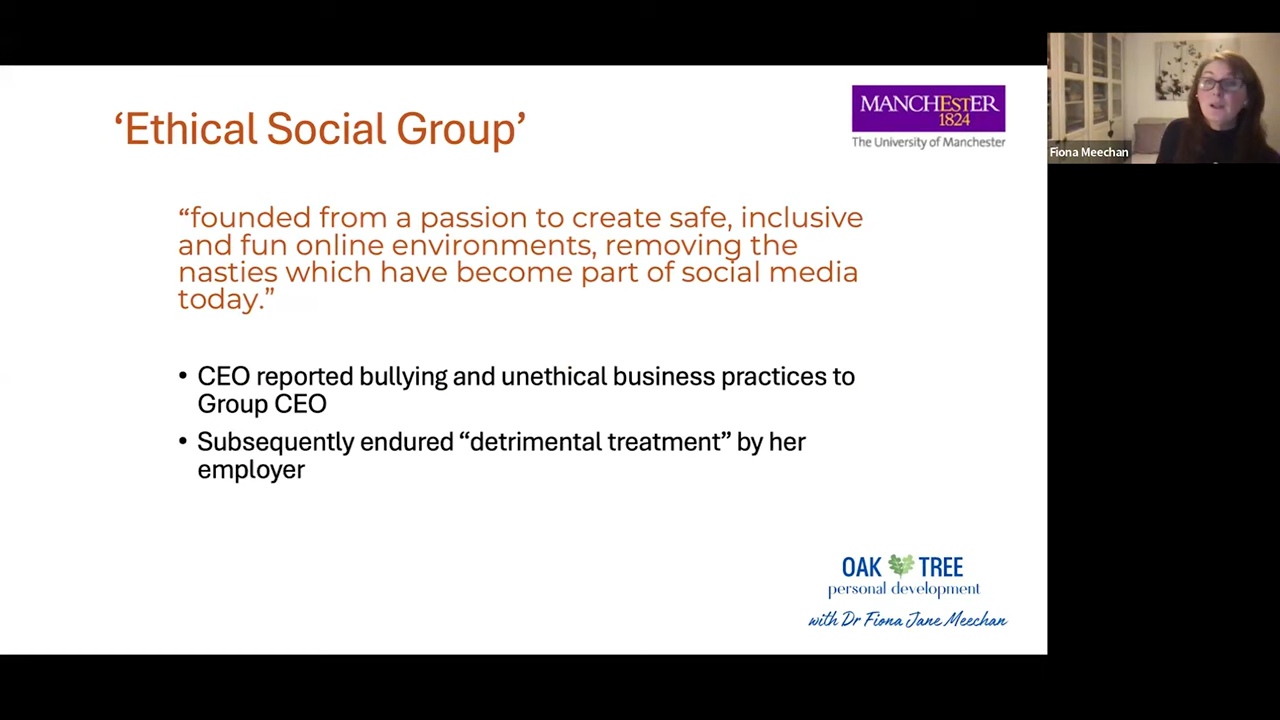 ‘Ethical Social Group’
MANCHESTER
1824
The University of Manchester
Fiona Meechan
“founded from a passion to create safe, inclusive
and fun online environments, removing the
nasties which have become part of social media
today.”
• CEO reported bullying and unethical business practices to
Group CEO
• Subsequently endured “detrimental treatment” by her
employer
OAK TREE
personal development
with Dr Fiona Jane Meechan